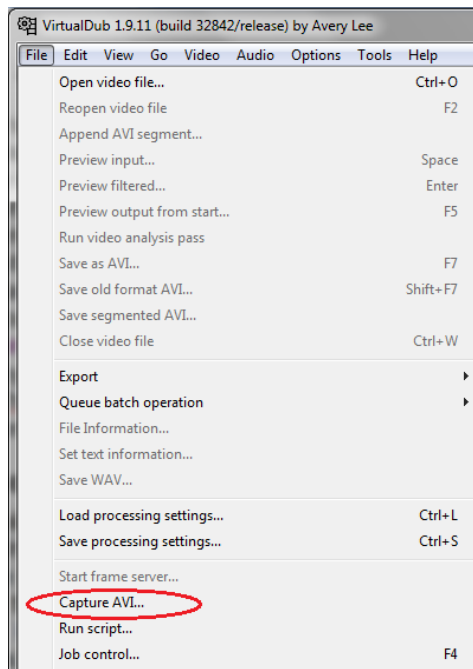 VirtualDub 1.9.11 (build 32842/release) by Avery Lee
File Edit View Go Video Audio Options Tools Help
Open video file... Ctrl+O
Reopen video file F2
Append AVI segment...
Preview input... Space
Preview filtered... Enter
Preview output from start... F5
Run video analysis pass
Save as AVI... F7
Save old format AVI... Shift+F7
Save segmented AVI...
Close video file Ctrl+W
Export
Queue batch operation
File Information...
Set text information...
Save WAV...
Load processing settings... Ctrl+L
Save processing settings... Ctrl+S
Start frame server...
Capture AVI...
Run script...
Job control... F4